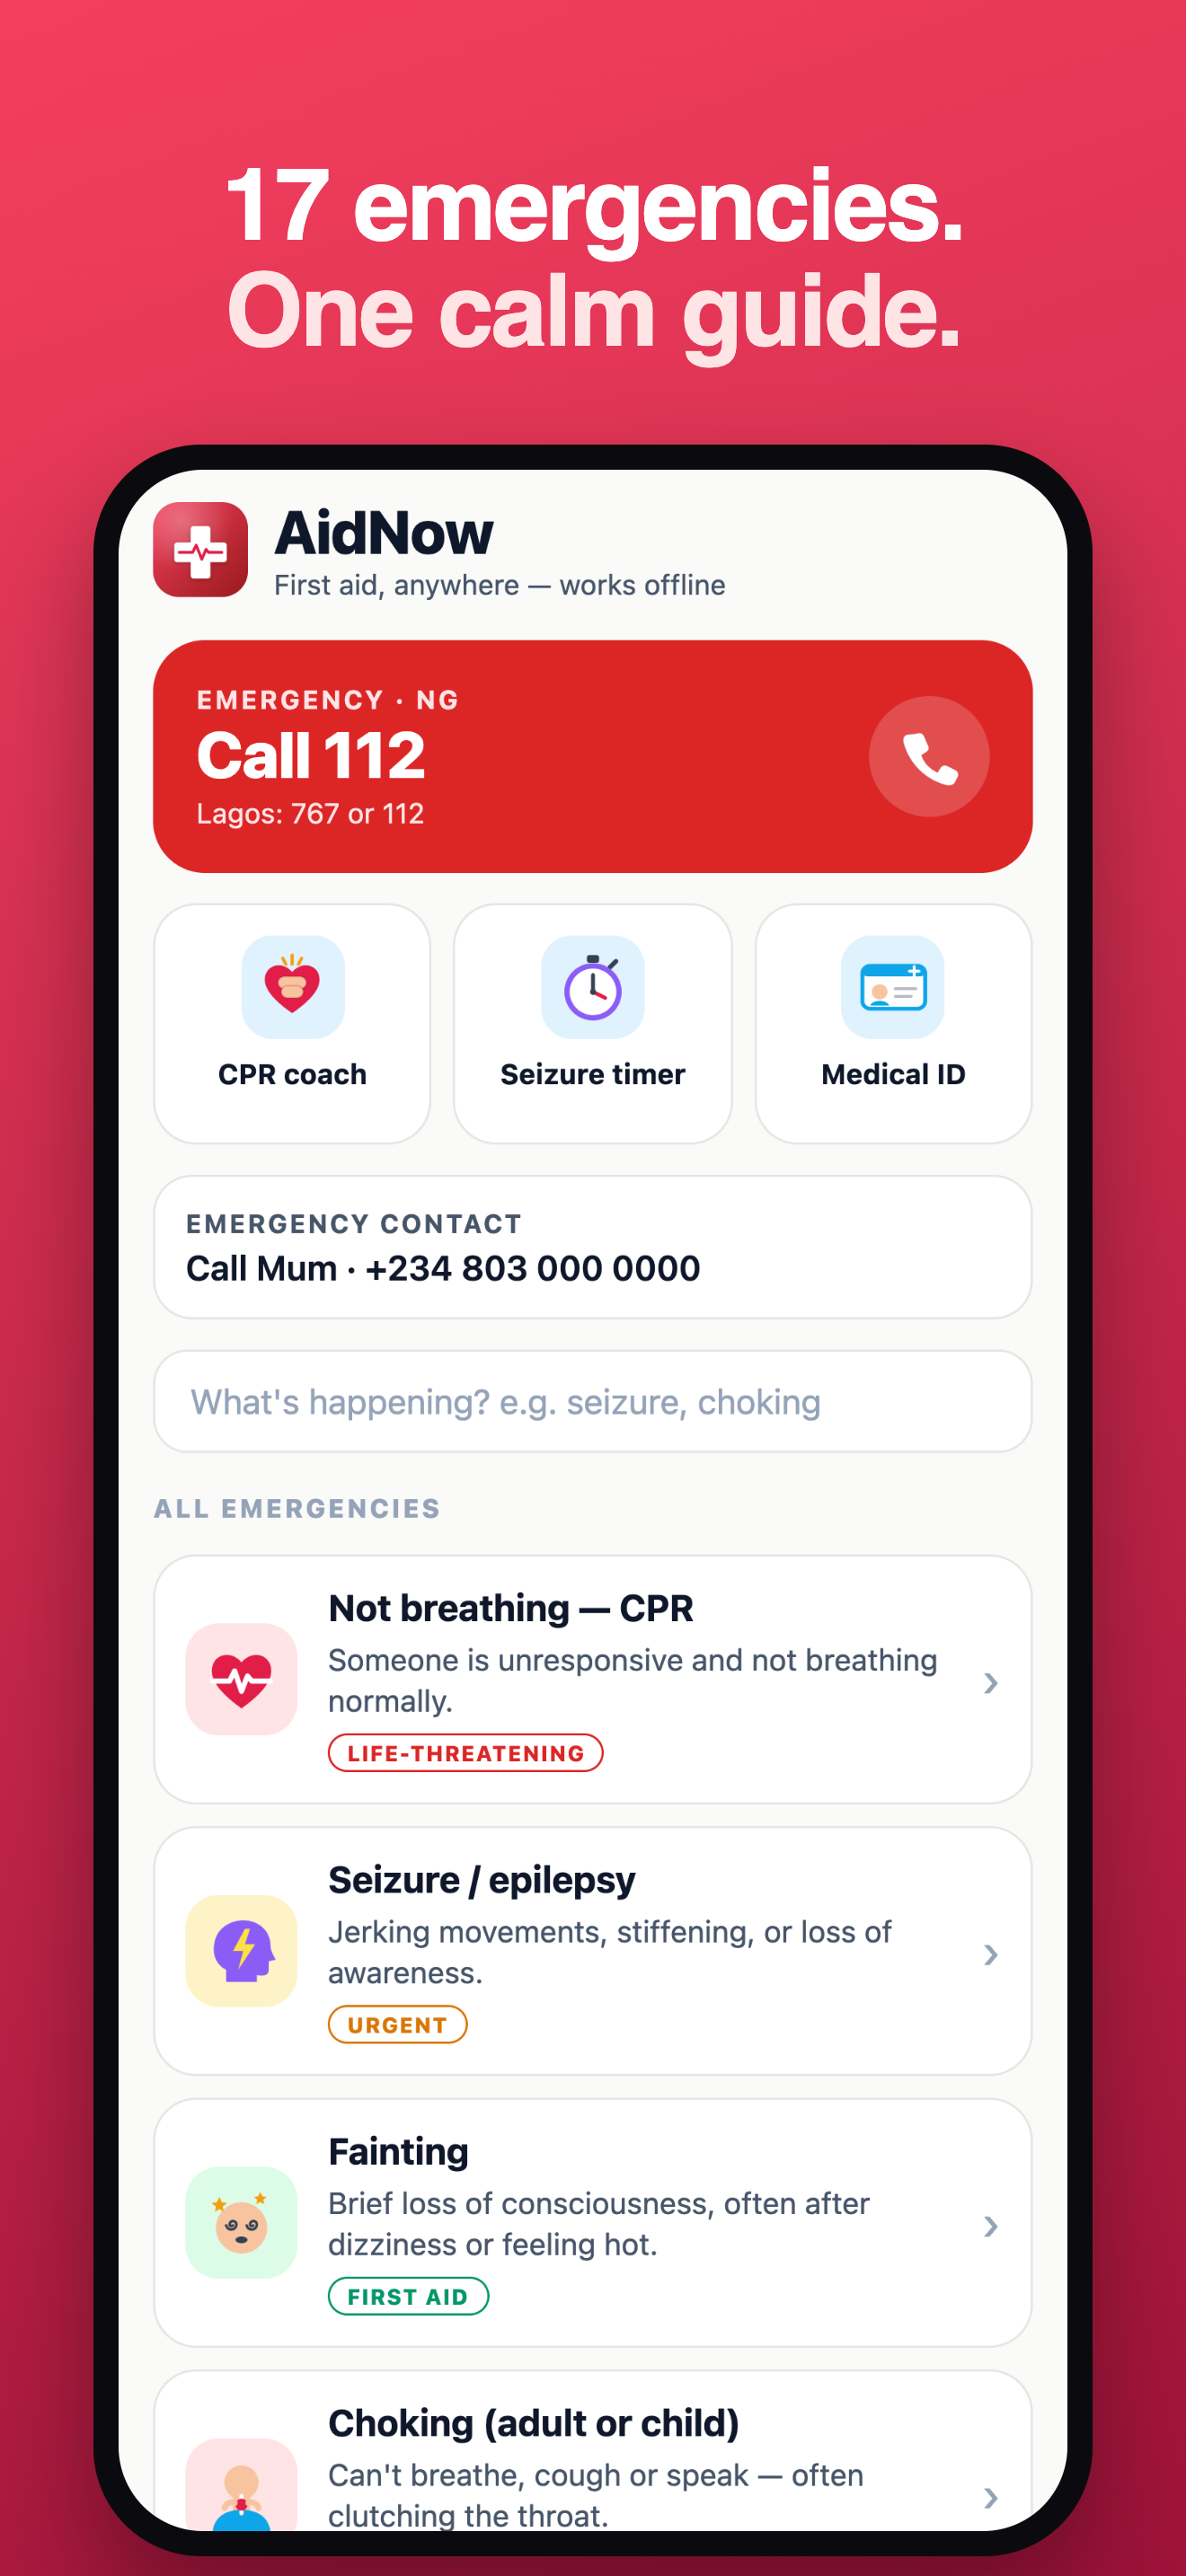 17 emergencies.
One calm guide.
AidNow
First aid, anywhere — works offline
EMERGENCY · NG
Call 112
Lagos: 767 or 112
CPR coach
Seizure timer
Medical ID
EMERGENCY CONTACT
Call Mum · +234 803 000 0000
What's happening? e.g. seizure, choking
ALL EMERGENCIES
Not breathing — CPR
Someone is unresponsive and not breathing
normally.
LIFE-THREATENING
Seizure / epilepsy
Jerking movements, stiffening, or loss of
awareness.
URGENT
Fainting
Brief loss of consciousness, often after
dizziness or feeling hot.
FIRST AID
Choking (adult or child)
Can't breathe, cough or speak — often
clutching the throat.